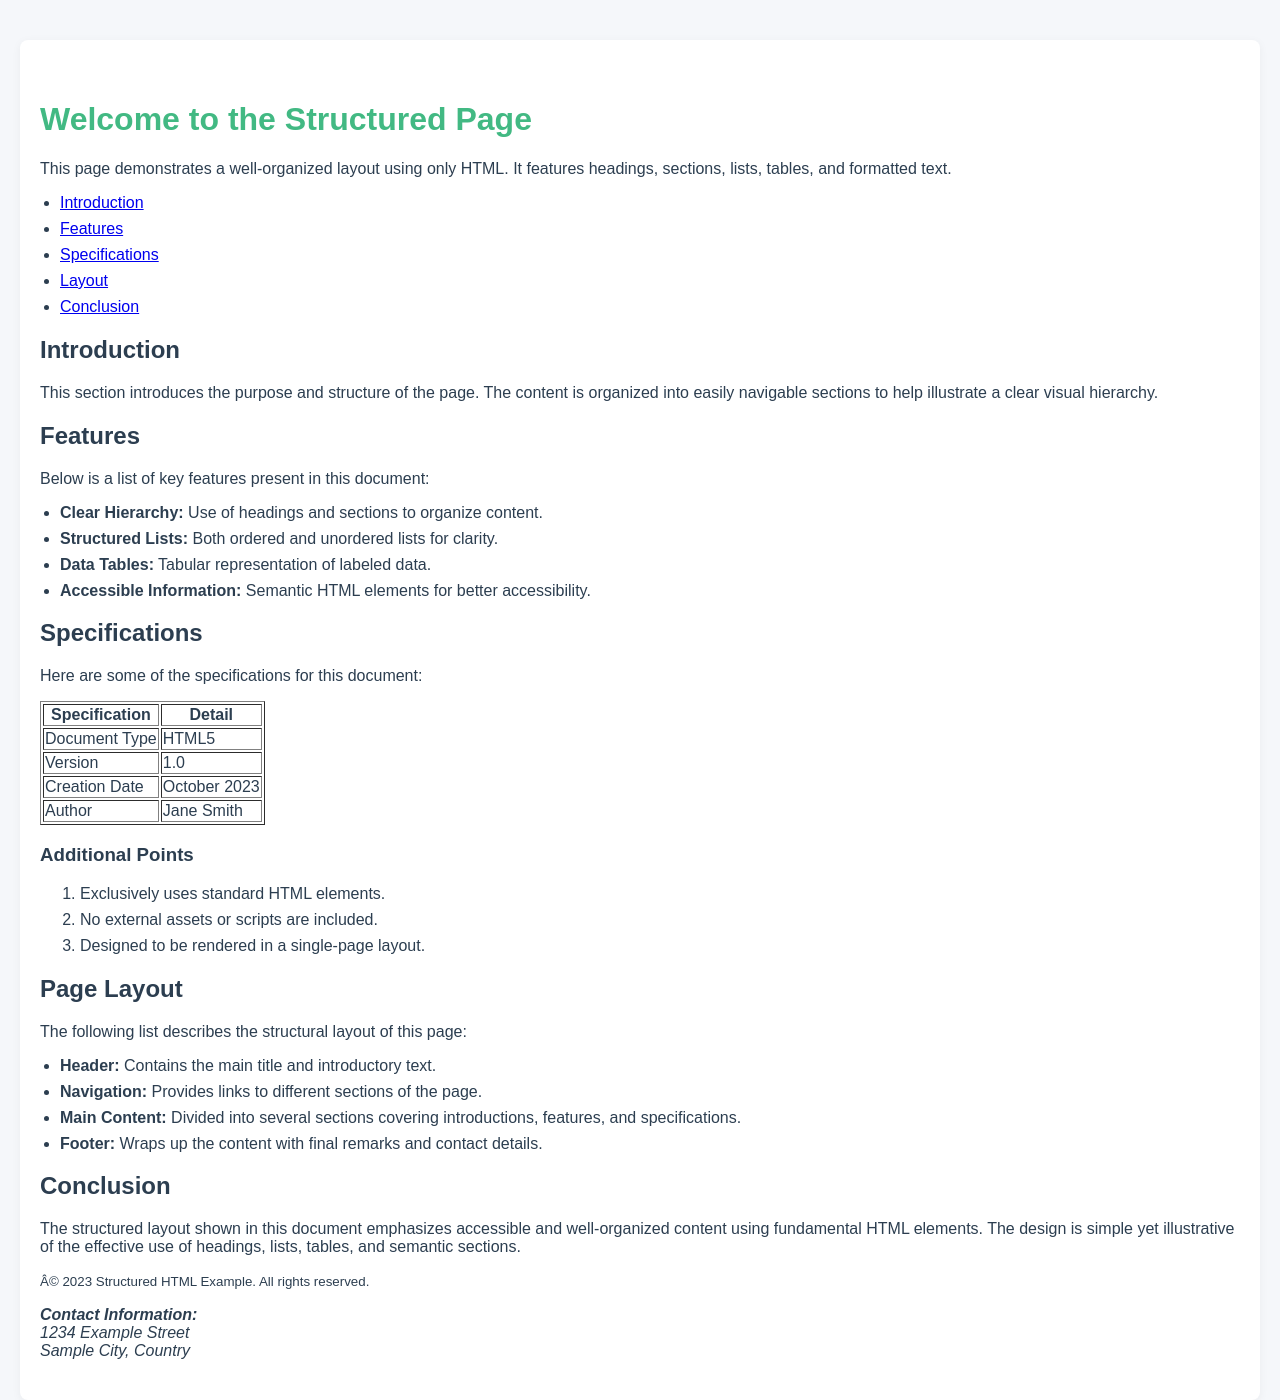 Welcome to the Structured Page
This page demonstrates a well-organized layout using only HTML. It features headings, sections, lists, tables, and formatted text.
Introduction
Features
Specifications
Layout
Conclusion
Introduction
This section introduces the purpose and structure of the page. The content is organized into easily navigable sections to help illustrate a clear visual hierarchy.
Features
Below is a list of key features present in this document:
Clear Hierarchy: Use of headings and sections to organize content.
Structured Lists: Both ordered and unordered lists for clarity.
Data Tables: Tabular representation of labeled data.
Accessible Information: Semantic HTML elements for better accessibility.
Specifications
Here are some of the specifications for this document:
Specification Detail
Document Type HTML5
Version 1.0
Creation Date October 2023
Author Jane Smith
Additional Points
1. Exclusively uses standard HTML elements.
2. No external assets or scripts are included.
3. Designed to be rendered in a single-page layout.
Page Layout
The following list describes the structural layout of this page:
Header: Contains the main title and introductory text.
Navigation: Provides links to different sections of the page.
Main Content: Divided into several sections covering introductions, features, and specifications.
Footer: Wraps up the content with final remarks and contact details.
Conclusion
The structured layout shown in this document emphasizes accessible and well-organized content using fundamental HTML elements. The design is simple yet illustrative
of the effective use of headings, lists, tables, and semantic sections.
Â© 2023 Structured HTML Example. All rights reserved.
Contact Information:
1234 Example Street
Sample City, Country